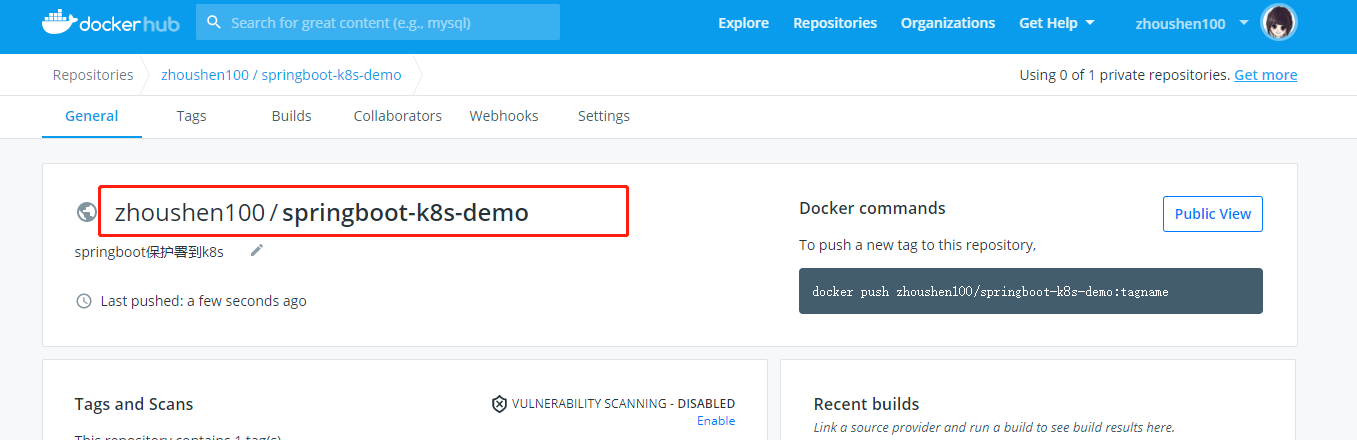 dockerhub Search for great content (e.g., mysql) Explore Repositories Organizations Get Help zhoushen100
Repositories zhoushen100 / springboot-k8s-demo Using 0 of 1 private repositories. Get more
General Tags Builds Collaborators Webhooks Settings
zhoushen100 / springboot-k8s-demo
springboot保护署到k8s
Last pushed: a few seconds ago
Docker commands
Public View
To push a new tag to this repository,
docker push zhoushen100/springboot-k8s-demo:tagname
Tags and Scans
VULNERABILITY SCANNING - DISABLED
Enable
This repository contains 1 tag(s).
Recent builds
Link a source provider and run a build to see build results here.